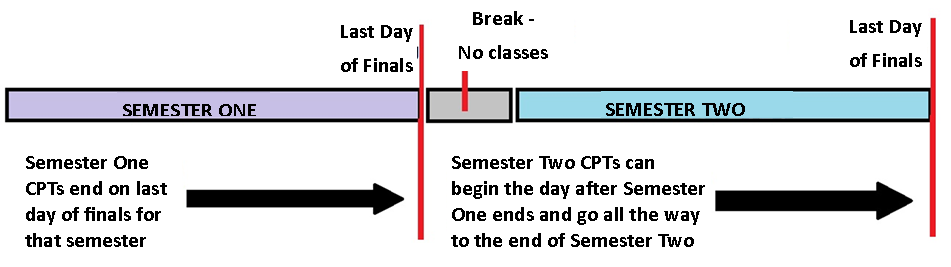 Last Day
of Finals
Break -
No classes
Last Day
of Finals
SEMESTER ONE
SEMESTER TWO
Semester One
CPTs end on last
day of finals for
that semester
Semester Two CPTs can
begin the day after Semester
One ends and go all the way
to the end of Semester Two